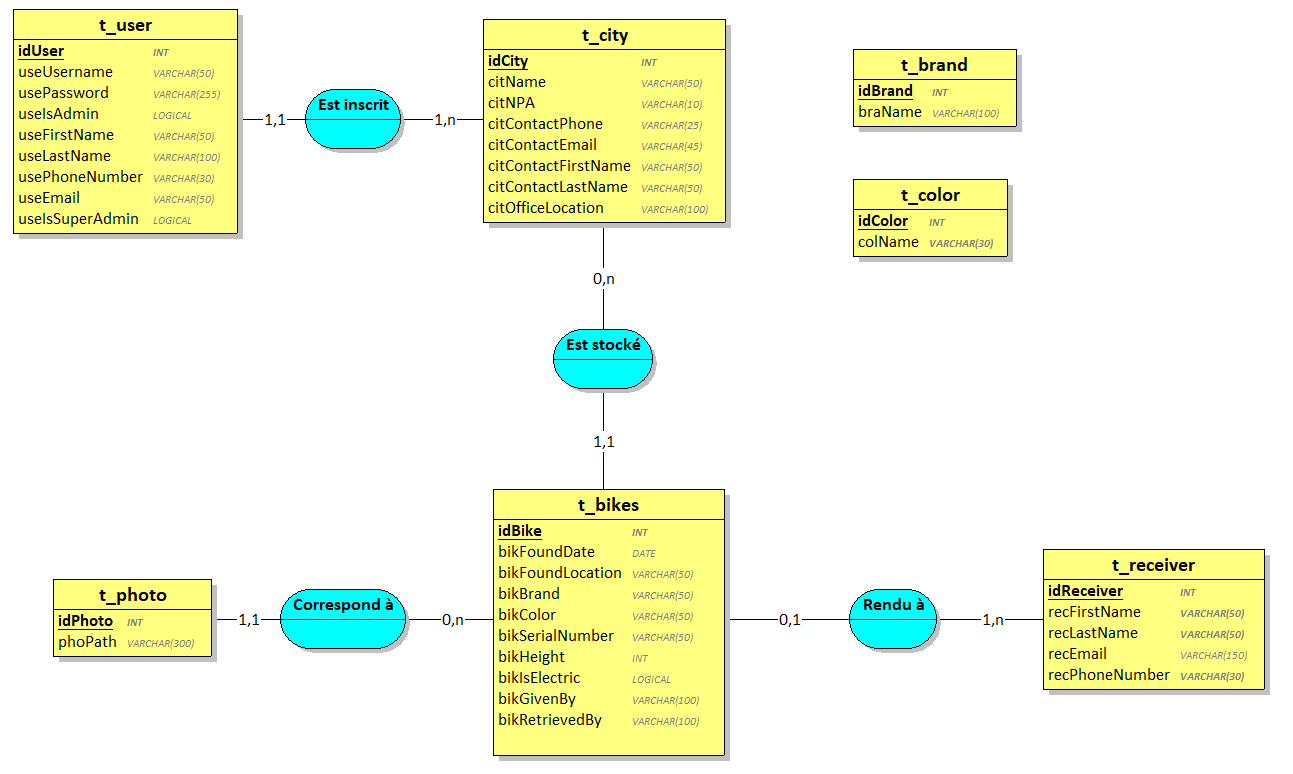 t_user
idUser INT
useUsername VARCHAR(50)
usePassword VARCHAR(255)
useIsAdmin LOGICAL
useFirstName VARCHAR(50)
useLastName VARCHAR(100)
usePhoneNumber VARCHAR(30)
useEmail VARCHAR(50)
useIsSuperAdmin LOGICAL
1,1
Est inscrit
1,n
t_city
idCity INT
citName VARCHAR(50)
citNPA VARCHAR(10)
citContactPhone VARCHAR(25)
citContactEmail VARCHAR(45)
citContactFirstName VARCHAR(50)
citContactLastName VARCHAR(50)
citOfficeLocation VARCHAR(100)
t_brand
idBrand INT
braName VARCHAR(100)
t_color
idColor INT
colName VARCHAR(30)
0,n
Est stocké
1,1
t_photo
idPhoto INT
phoPath VARCHAR(300)
1,1
Correspond à
0,n
t_bikes
idBike INT
bikFoundDate DATE
bikFoundLocation VARCHAR(50)
bikBrand VARCHAR(50)
bikColor VARCHAR(50)
bikSerialNumber VARCHAR(50)
bikHeight INT
bikIsElectric LOGICAL
bikGivenBy VARCHAR(100)
bikRetrievedBy VARCHAR(100)
0,1
Rendu à
1,n
t_receiver
idReceiver INT
recFirstName VARCHAR(50)
recLastName VARCHAR(50)
recEmail VARCHAR(150)
recPhoneNumber VARCHAR(30)